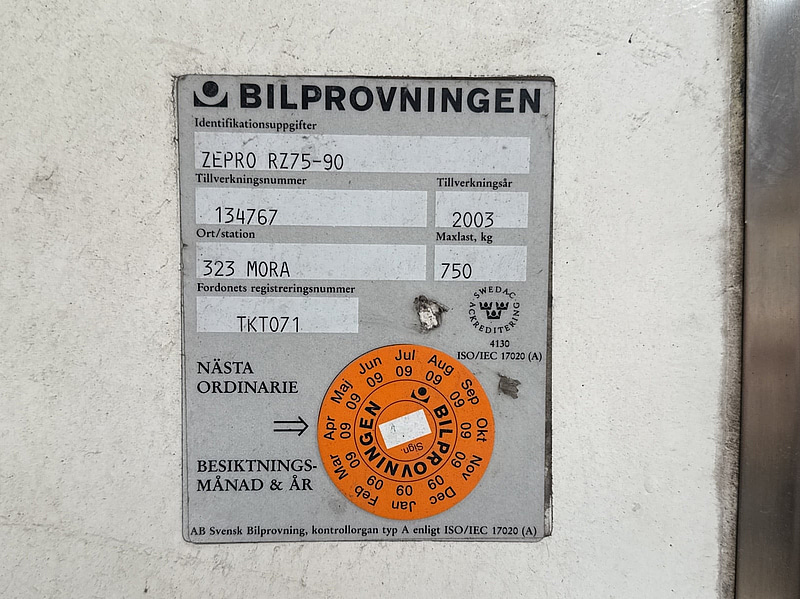 BILPROVNINGEN
Identifikationsuppgifter
ZEPRO RZ75-90
Tillverkningsnummer Tillverkningsår
134767 2003
Ort/station Maxlast, kg
323 MORA 750
Fordonets registreringsnummer
TKT071
SWEDAC ACKREDITERING
4130
ISO/IEC 17020 (A)
NÄSTA
ORDINARIE
⇒
BESIKTNINGS-
MÅNAD & ÅR
Jan Feb Mar Apr Maj Jun Jul Aug Sep Okt Nov Dec
09 09 09 09 09 09 09 09 09 09 09 09
BILPROVNINGEN
Sign.
AB Svensk Bilprovning, kontrollorgan typ A enligt ISO/IEC 17020 (A)